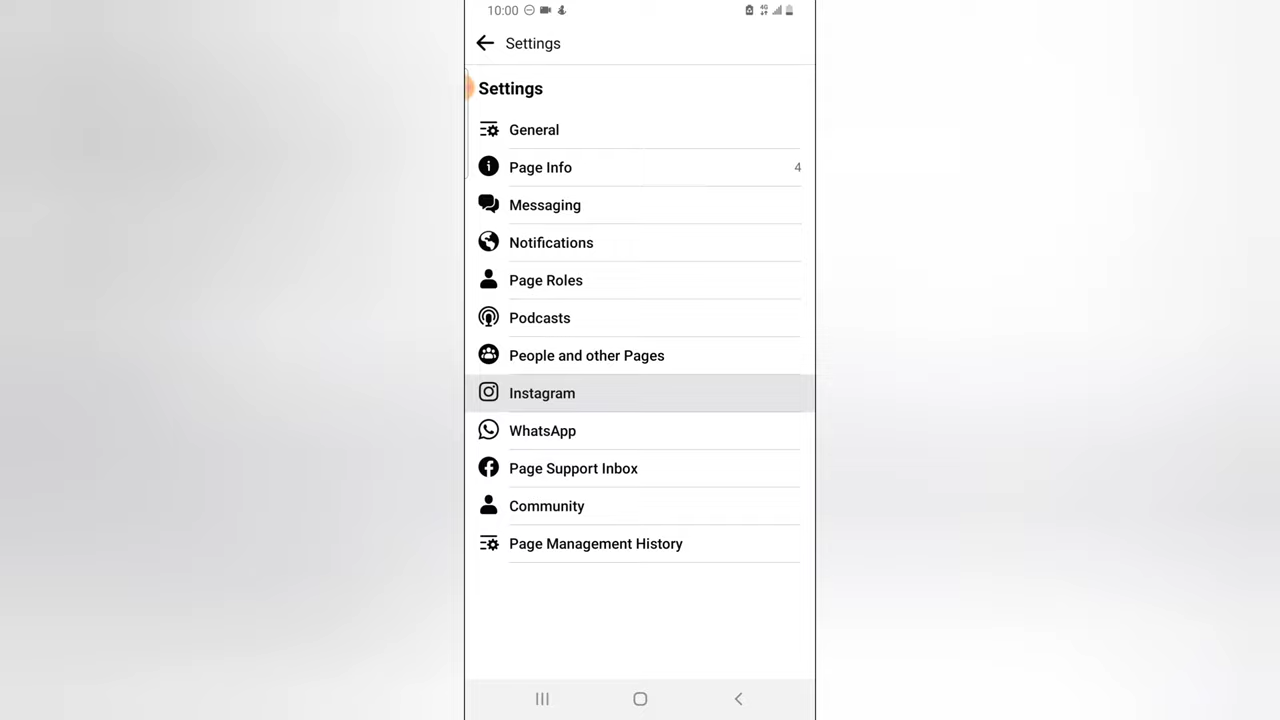 10:00
4G
Settings
Settings
General
Page Info 4
Messaging
Notifications
Page Roles
Podcasts
People and other Pages
Instagram
WhatsApp
Page Support Inbox
Community
Page Management History